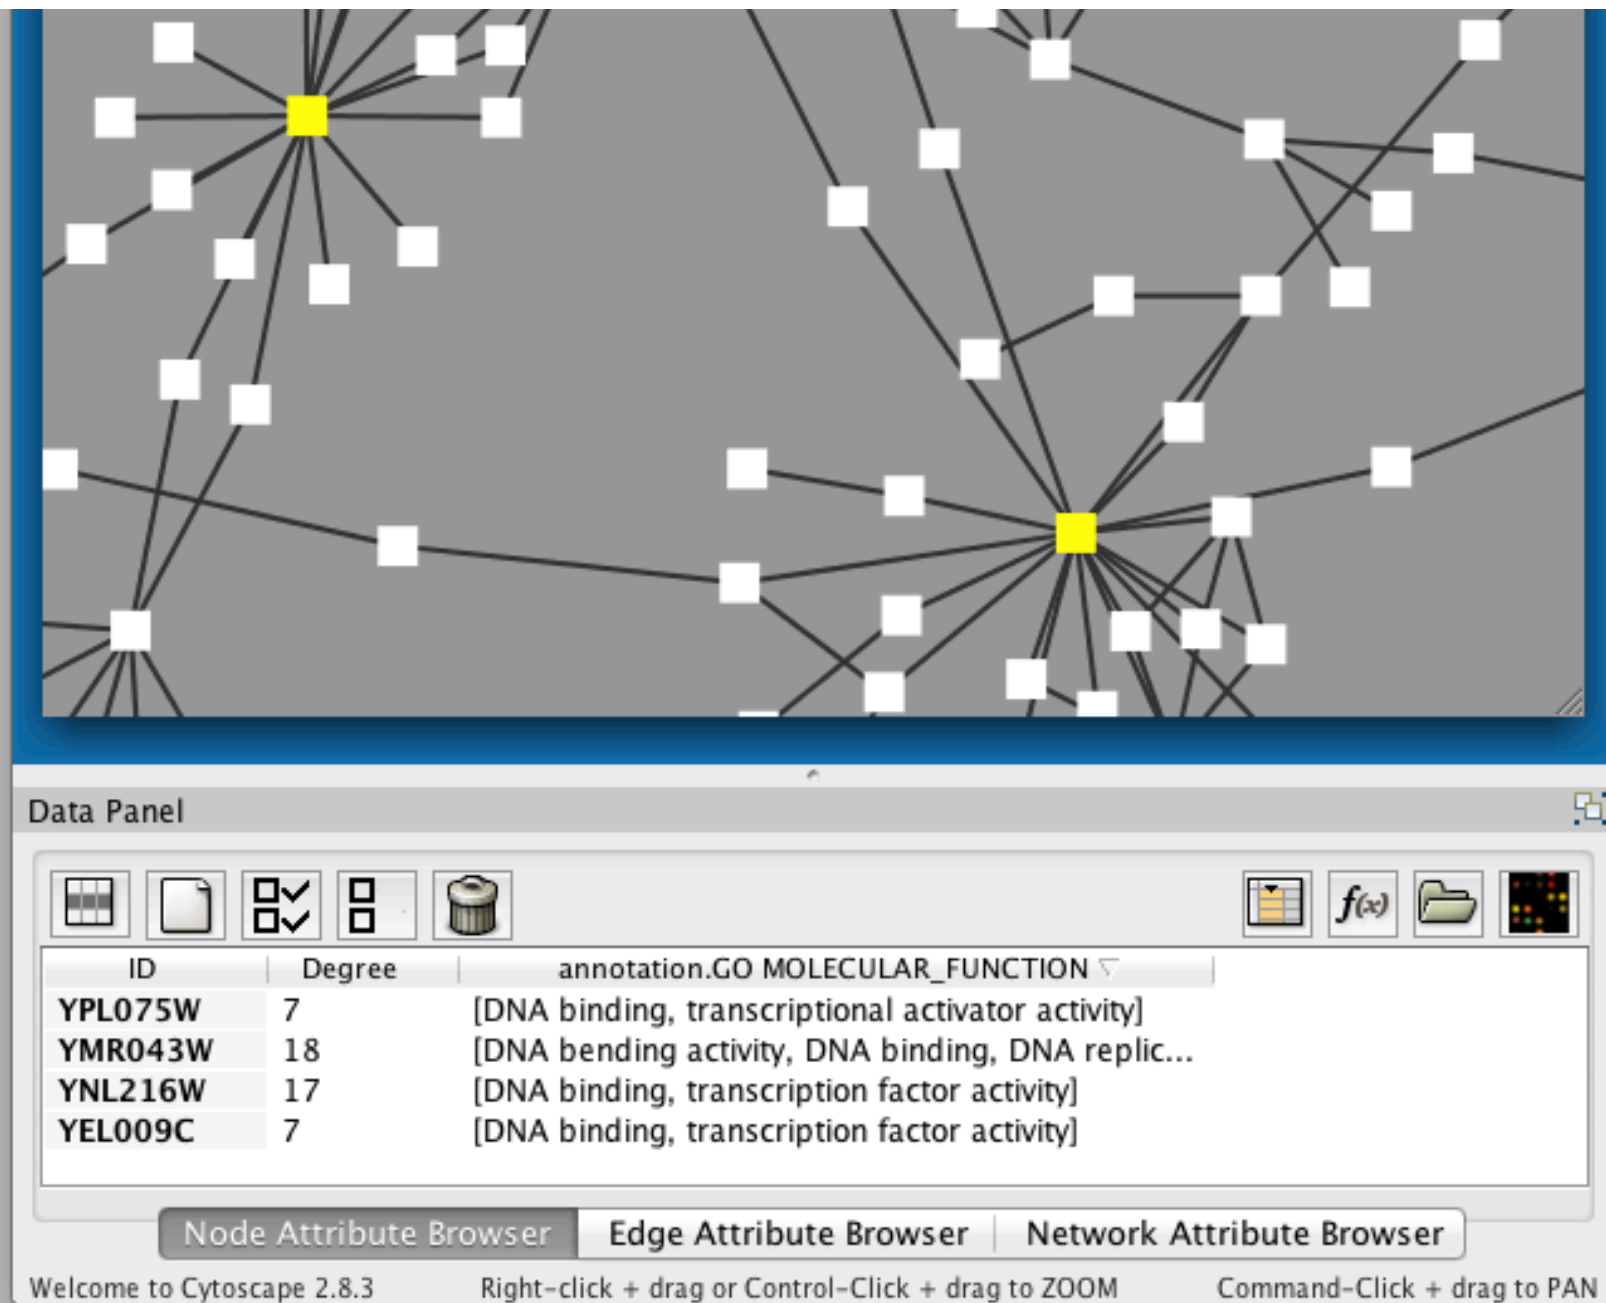 Data Panel
f(x)
ID Degree annotation.GO MOLECULAR_FUNCTION
YPL075W 7 [DNA binding, transcriptional activator activity]
YMR043W 18 [DNA bending activity, DNA binding, DNA replic...
YNL216W 17 [DNA binding, transcription factor activity]
YEL009C 7 [DNA binding, transcription factor activity]
Node Attribute Browser Edge Attribute Browser Network Attribute Browser
Welcome to Cytoscape 2.8.3 Right-click + drag or Control-Click + drag to ZOOM Command-Click + drag to PAN